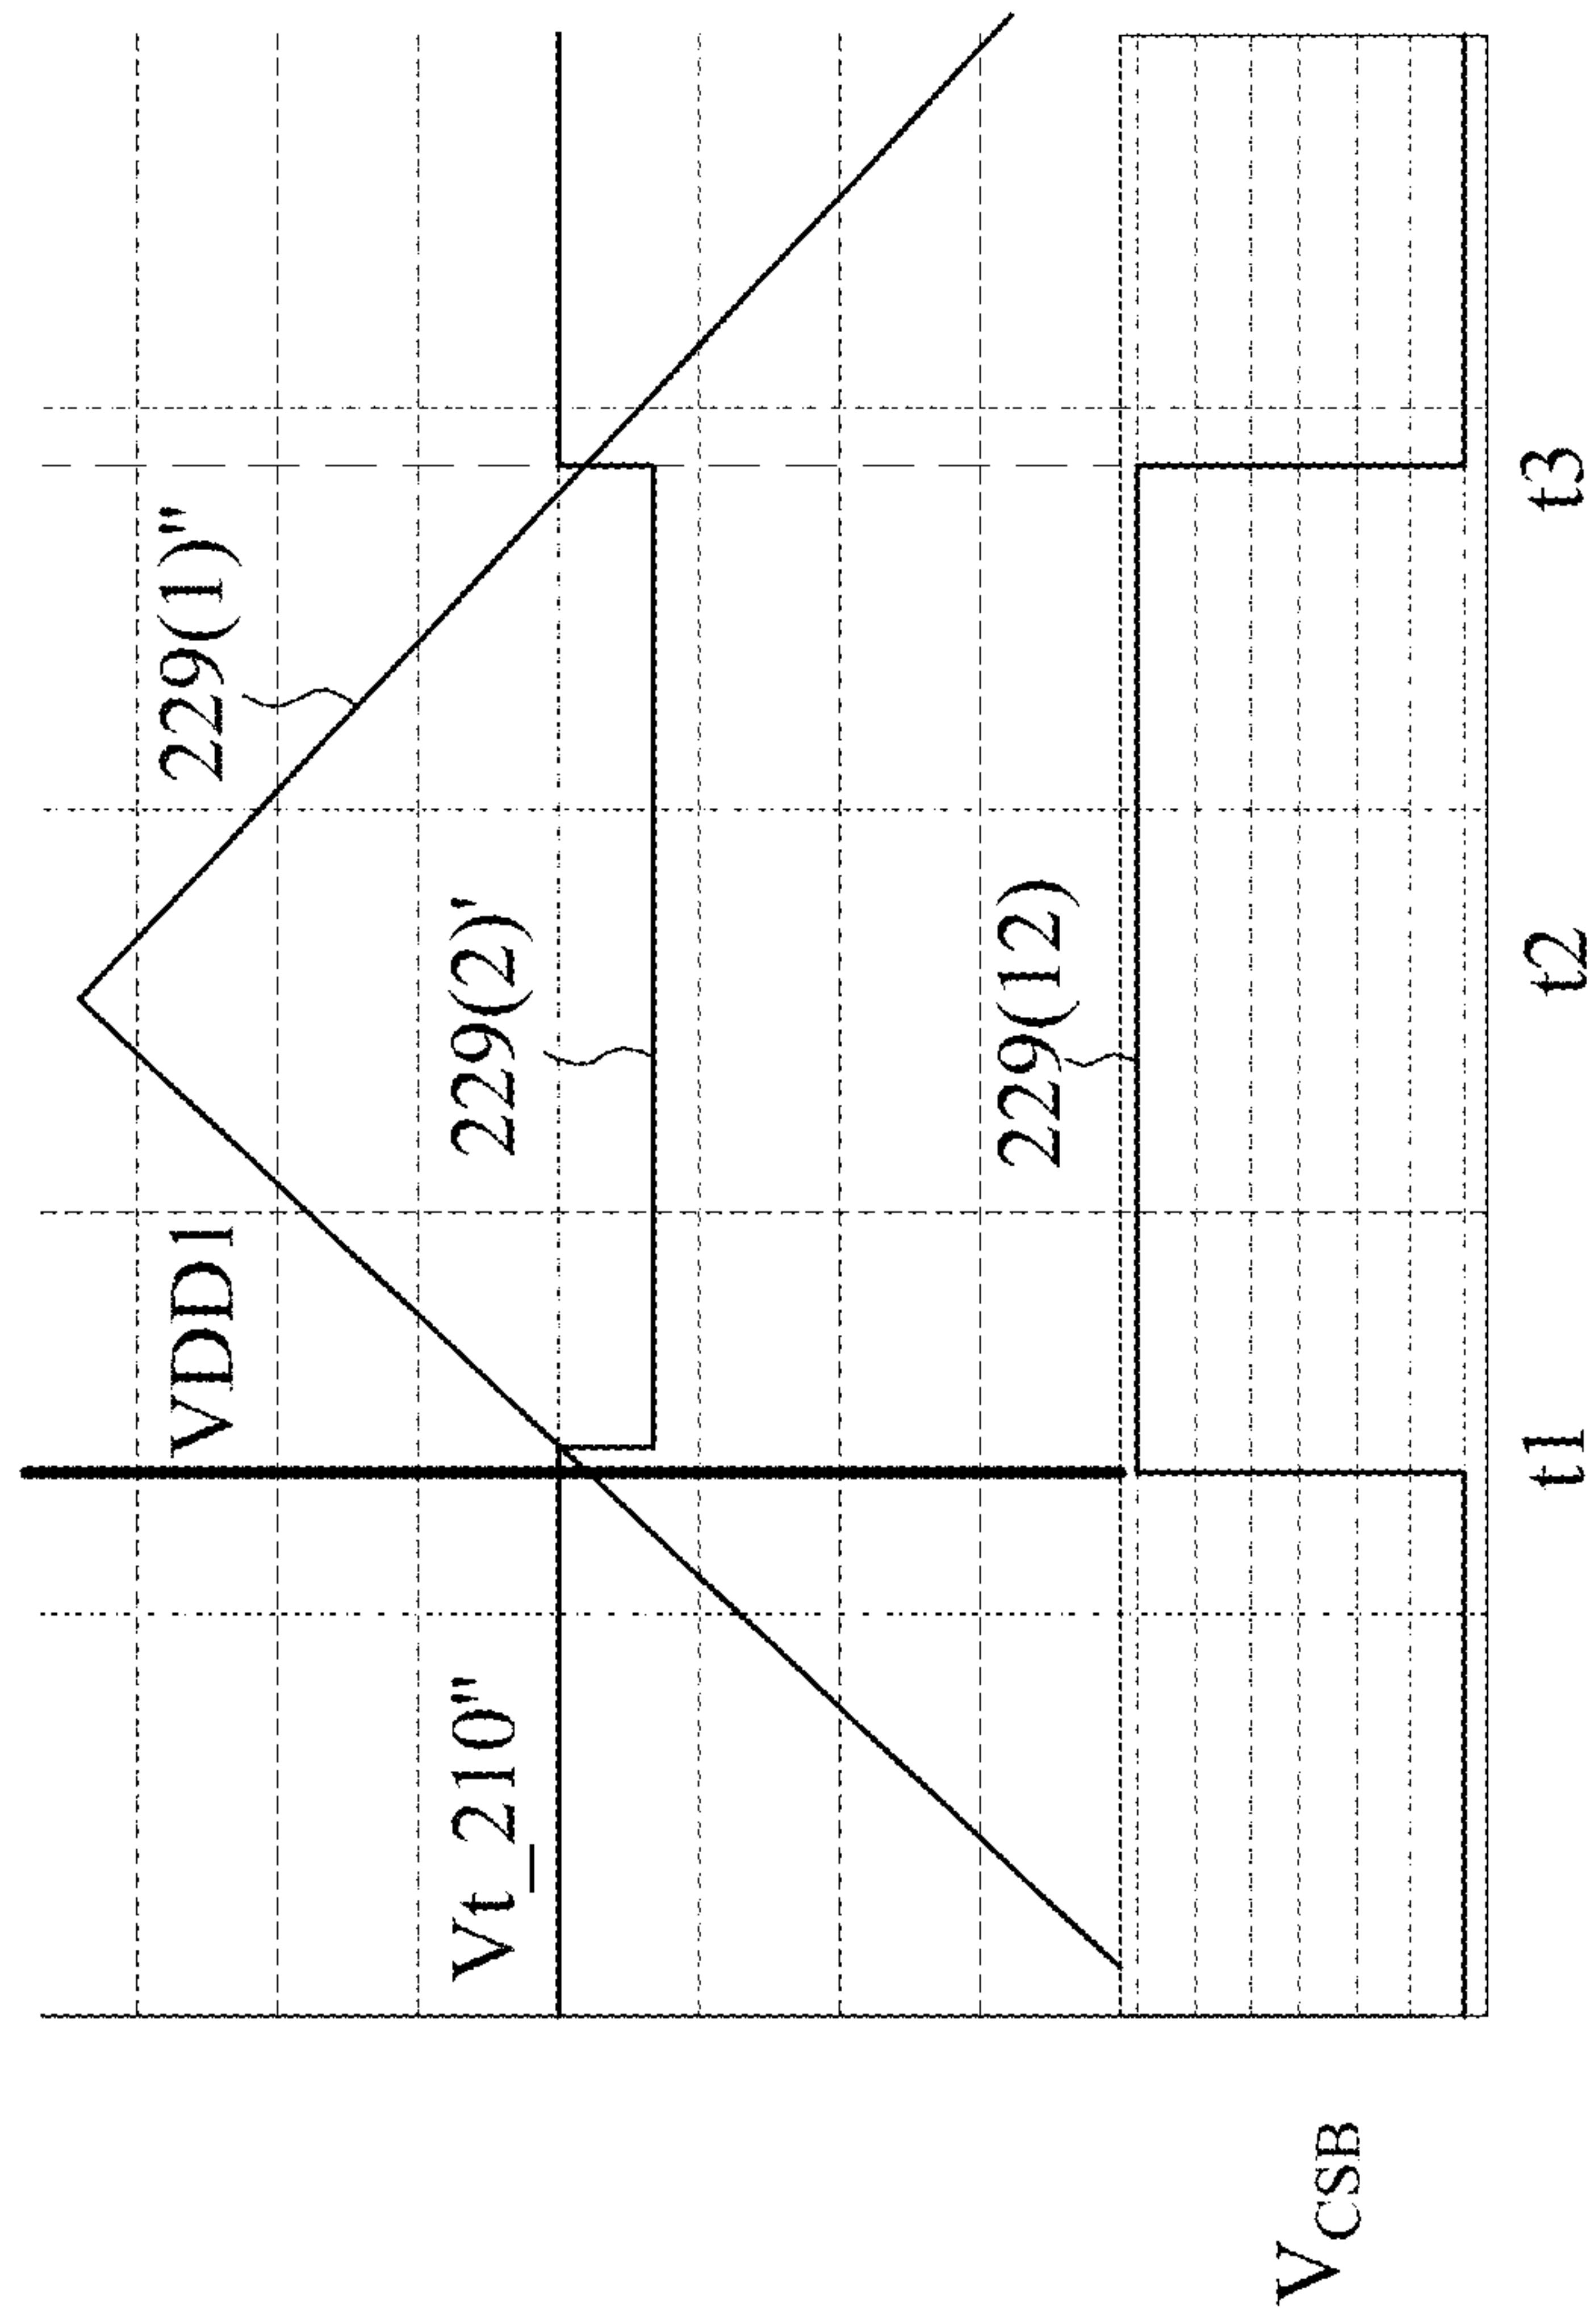 VDD1
229(1)"
Vt_210"
229(2)'
229(12)
VCSB
t1
t2
t3